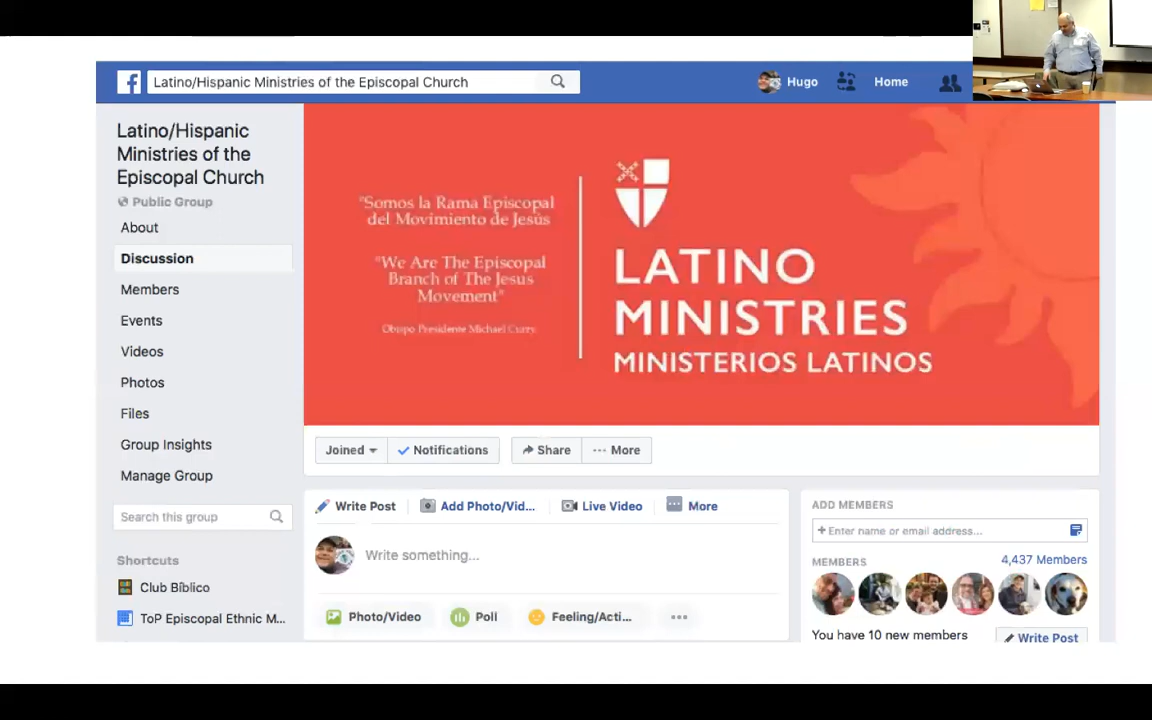 Latino/Hispanic Ministries of the Episcopal Church
Hugo
Home
Latino/Hispanic
Ministries of the
Episcopal Church
Public Group
About
Discussion
Members
Events
Videos
Photos
Files
Group Insights
Manage Group
Search this group
Shortcuts
Club Bíblico
ToP Episcopal Ethnic M...
"Somos la Rama Episcopal
del Movimiento de Jesús
"We Are The Episcopal
Branch of The Jesus
Movement"
Obispo Presidente Michael Curry
LATINO
MINISTRIES
MINISTERIOS LATINOS
Joined
Notifications
Share
More
Write Post
Add Photo/Vid...
Live Video
More
Write something...
Photo/Video
Poll
Feeling/Acti...
ADD MEMBERS
+ Enter name or email address...
MEMBERS
4,437 Members
You have 10 new members
Write Post